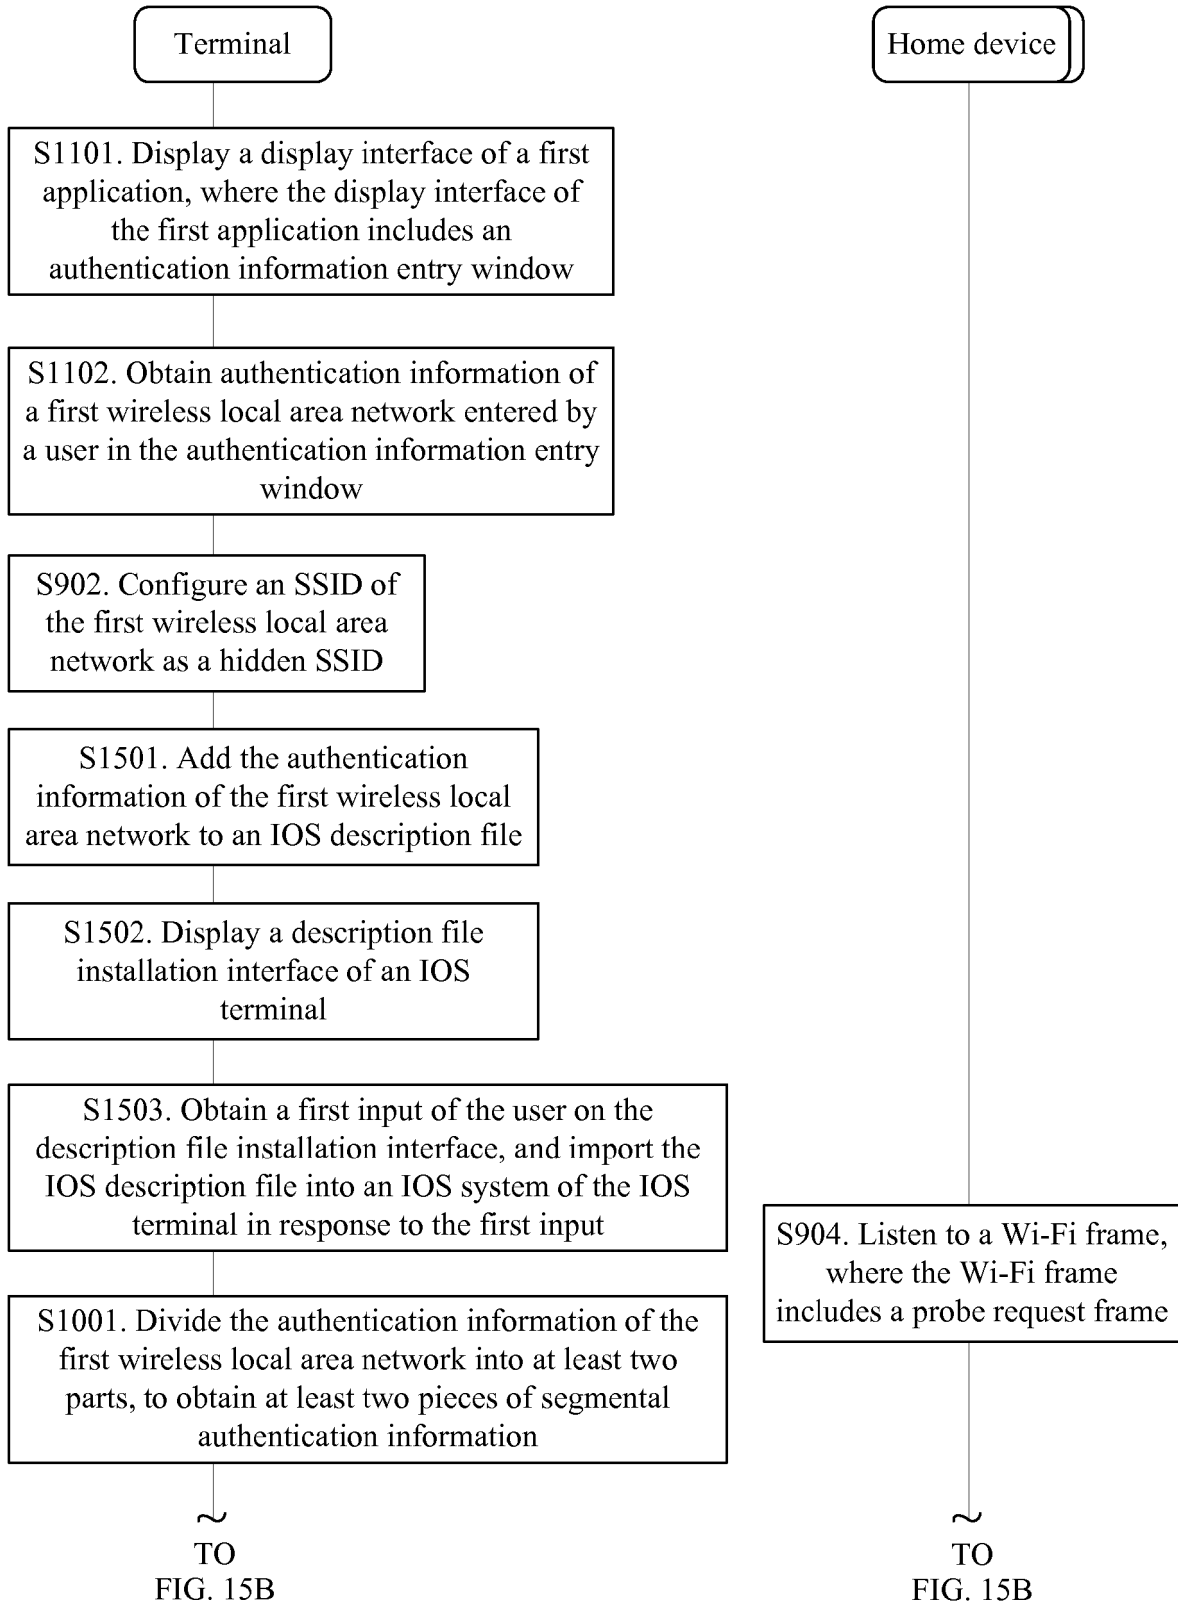 Terminal
Home device
S1101. Display a display interface of a first
application, where the display interface of
the first application includes an
authentication information entry window
S1102. Obtain authentication information of
a first wireless local area network entered by
a user in the authentication information entry
window
S902. Configure an SSID of
the first wireless local area
network as a hidden SSID
S1501. Add the authentication
information of the first wireless local
area network to an IOS description file
S1502. Display a description file
installation interface of an IOS
terminal
S1503. Obtain a first input of the user on the
description file installation interface, and import the
IOS description file into an IOS system of the IOS
terminal in response to the first input
S904. Listen to a Wi-Fi frame,
where the Wi-Fi frame
includes a probe request frame
S1001. Divide the authentication information of the
first wireless local area network into at least two
parts, to obtain at least two pieces of segmental
authentication information
TO
FIG. 15B
TO
FIG. 15B